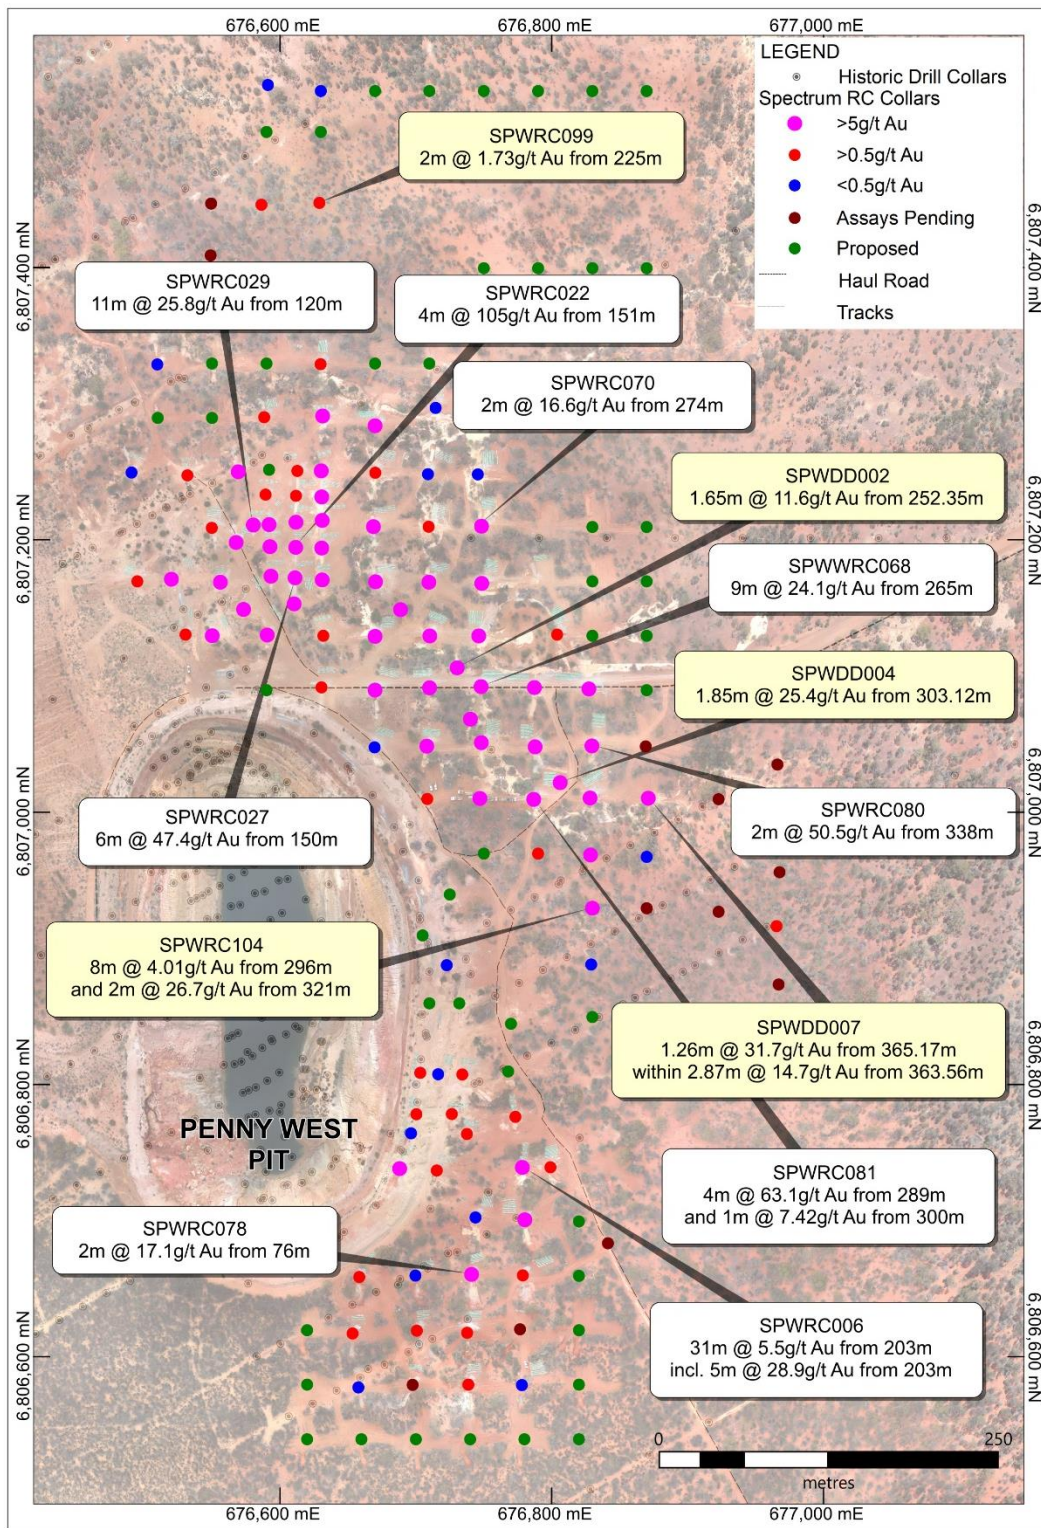 676,600 mE
676,800 mE
677,000 mE
LEGEND
Historic Drill Collars
Spectrum RC Collars
>5g/t Au
>0.5g/t Au
<0.5g/t Au
Assays Pending
Proposed
Haul Road
Tracks
SPWRC099
2m @ 1.73g/t Au from 225m
6,807,400 mN
6,807,400 mN
SPWRC029
11m @ 25.8g/t Au from 120m
SPWRC022
4m @ 105g/t Au from 151m
SPWRC070
2m @ 16.6g/t Au from 274m
SPWDD002
1.65m @ 11.6g/t Au from 252.35m
6,807,200 mN
6,807,200 mN
SPWWRC068
9m @ 24.1g/t Au from 265m
SPWDD004
1.85m @ 25.4g/t Au from 303.12m
SPWRC027
6m @ 47.4g/t Au from 150m
SPWRC080
2m @ 50.5g/t Au from 338m
6,807,000 mN
6,807,000 mN
SPWRC104
8m @ 4.01g/t Au from 296m
and 2m @ 26.7g/t Au from 321m
SPWDD007
1.26m @ 31.7g/t Au from 365.17m
within 2.87m @ 14.7g/t Au from 363.56m
6,806,800 mN
6,806,800 mN
PENNY WEST
PIT
SPWRC081
4m @ 63.1g/t Au from 289m
and 1m @ 7.42g/t Au from 300m
SPWRC078
2m @ 17.1g/t Au from 76m
SPWRC006
31m @ 5.5g/t Au from 203m
incl. 5m @ 28.9g/t Au from 203m
6,806,600 mN
6,806,600 mN
0
250
metres
676,600 mE
676,800 mE
677,000 mE